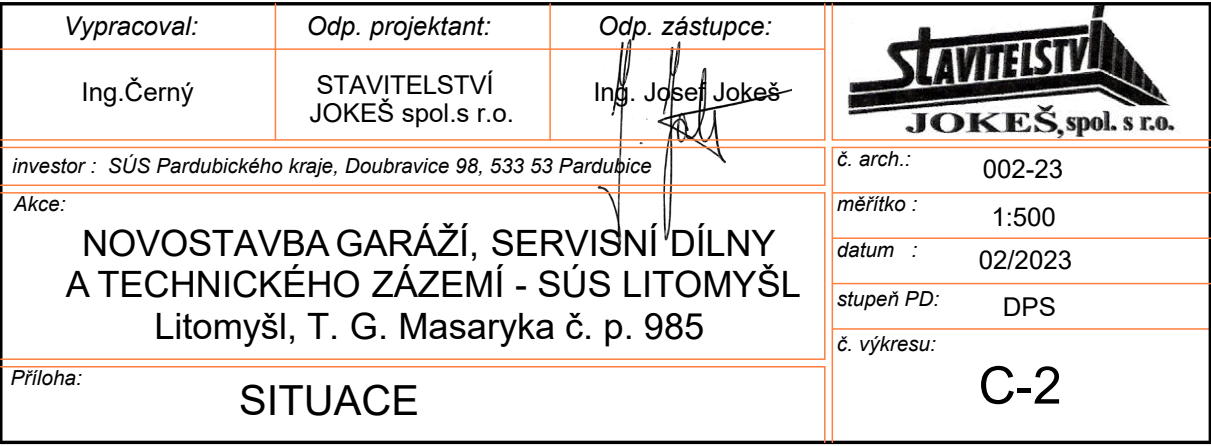 Vypracoval:
Odp. projektant:
Odp. zástupce:
Ing.Černý
STAVITELSTVÍ
JOKEŠ spol.s r.o.
Ing. Josef Jokeš
STAVITELSTVÍ
JOKEŠ, spol. s r.o.
investor : SÚS Pardubického kraje, Doubravice 98, 533 53 Pardubice
č. arch.: 002-23
Akce:
NOVOSTAVBA GARÁŽÍ, SERVISNÍ DÍLNY
A TECHNICKÉHO ZÁZEMÍ - SÚS LITOMYŠL
Litomyšl, T. G. Masaryka č. p. 985
měřítko : 1:500
datum : 02/2023
stupeň PD: DPS
č. výkresu:
C-2
Příloha:
SITUACE